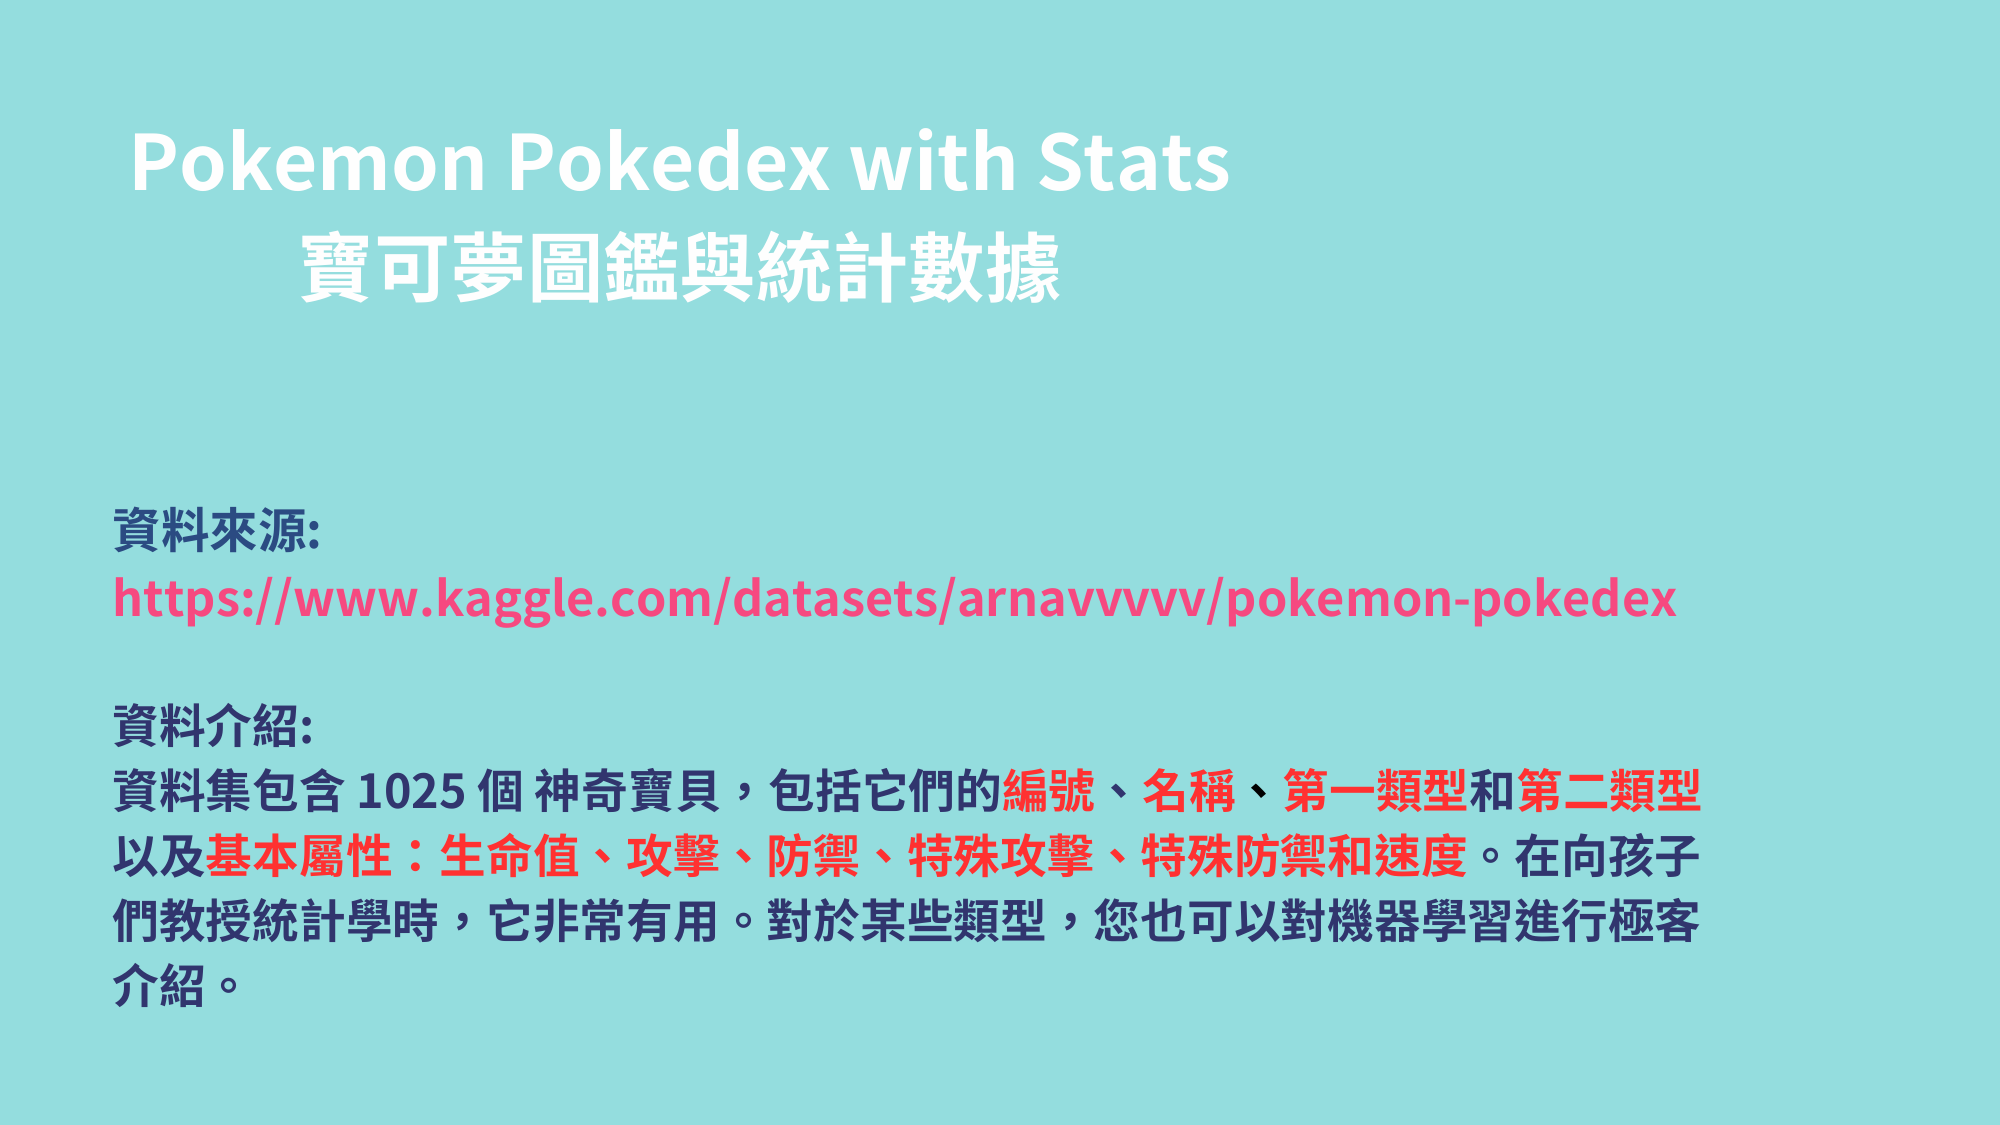 Pokemon Pokedex with Stats
寶可夢圖鑑與統計數據
資料來源:
https://www.kaggle.com/datasets/arnavvvvv/pokemon-pokedex
資料介紹:
資料集包含 1025 個 神奇寶貝，包括它們的編號、名稱、第一類型和第二類型
以及基本屬性：生命值、攻擊、防禦、特殊攻擊、特殊防禦和速度。在向孩子
們教授統計學時，它非常有用。對於某些類型，您也可以對機器學習進行極客
介紹。